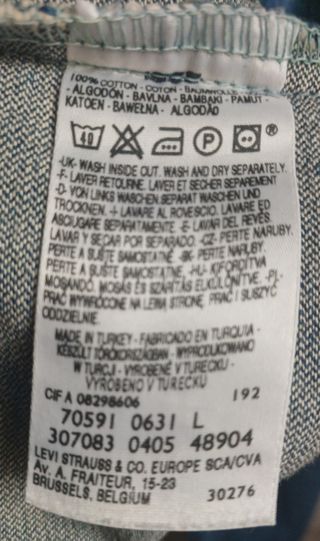 100% COTTON - COTON - BAUMWOLLE
- ALGODÓN - BAVLNA - BAMBAKI - PAMUT -
KATOEN - BAWEŁNA - ALGODÃO
40 P
-UK- WASH INSIDE OUT. WASH AND DRY SEPARATELY.
-F- LAVER RETOURNE. LAVER ET SECHER SEPAREMENT
-D- VON LINKS WASCHEN. SEPARAT WASCHEN UND
TROCKNEN. -I- LAVARE AL ROVESCIO. LAVARE ED
ASCIUGARE SEPARATAMENTE -E- LAVAR DEL REVÉS
LAVAR Y SECAR POR SEPARADO. -CZ- PERTE NARUBY.
PERTE A SUŠTE SAMOSTATNĚ -SK- PERTE NARUBY.
PERTE A SUŠTE SAMOSTATNE. -HU- KIFORDÍTVA
MOSANDÓ. MOSÁS ÉS SZÁRÍTÁS ELKÜLÖNÍTVE -PL-
PRAĆ WYWRÓCONE NA LEWĄ STRONĘ. PRAĆ I SUSZYĆ
ODDZIELNIE.
MADE IN TURKEY - FABRICADO EN TURQUIA -
KÉSZÜLT TÖRÖKORSZÁGBAN - WYPRODUKOWANO
W TURCJI - VYROBENO V TURECKU
- VYROBENO V TURECKU
CIF A 08298606 192
70591 0631 L
307083 0405 48904
LEVI STRAUSS & CO. EUROPE SCA/CVA
Av. A. FRAITEUR, 15-23
BRUSSELS, BELGIUM 30276